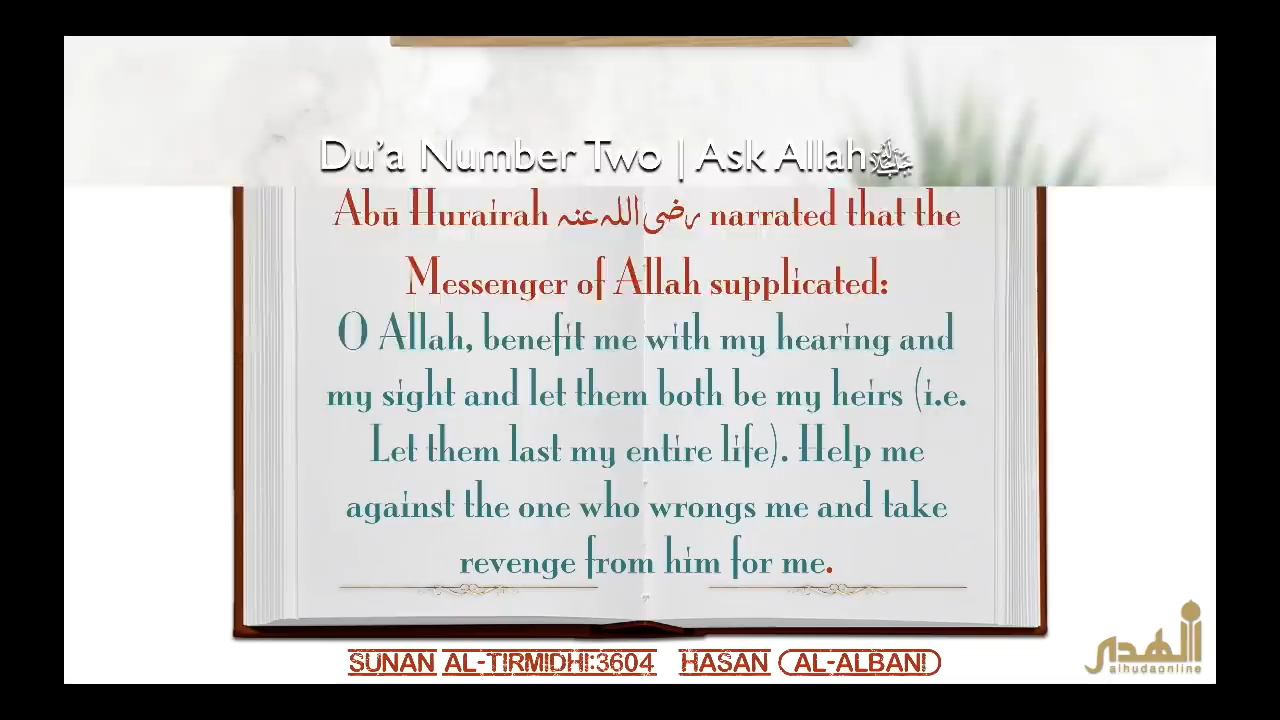 Du'a Number Two | Ask Allah ﷻ
Abū Hurairah رضی اللہ عنہ narrated that the
Messenger of Allah supplicated:
O Allah, benefit me with my hearing and
my sight and let them both be my heirs (i.e.
Let them last my entire life). Help me
against the one who wrongs me and take
revenge from him for me.
SUNAN AL-TIRMIDHI:3604 HASAN (AL-ALBANI)
الهدى
alhudaonline